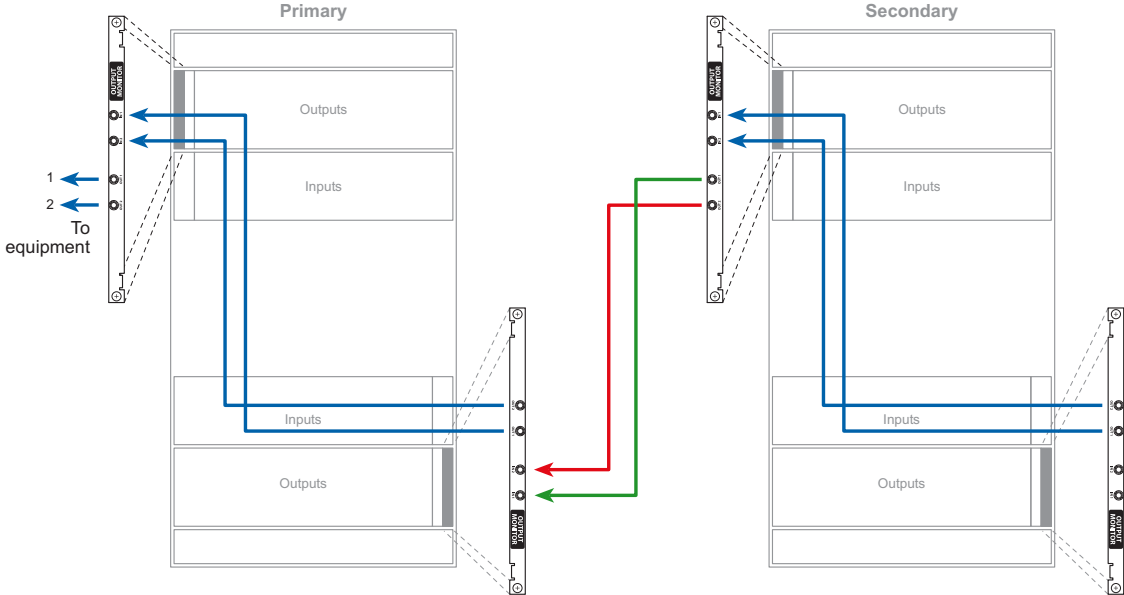 Primary
Secondary
OUTPUT
MONITOR
Outputs
Inputs
1
2
To
equipment
OUTPUT
MONITOR
Outputs
Inputs
Inputs
Outputs
OUTPUT
MONITOR
Inputs
Outputs
OUTPUT
MONITOR